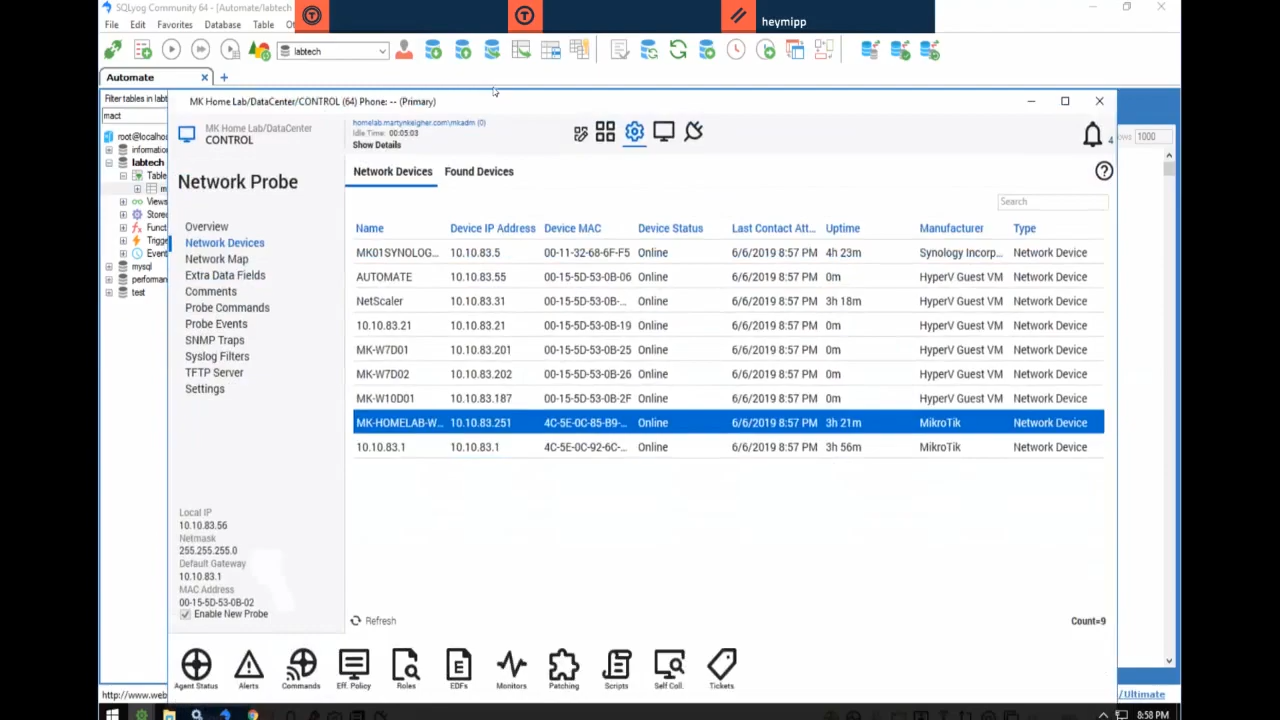 SQLyog Community 64 - [Automate/labtech
heymipp
File Edit Favorites Database Table
labtech
Automate
Filter tables in labt
mact
root@localho
informatio
labtech
Table
m
Views
Store
Funct
Trigge
Event
mysql
performan
test
MK Home Lab/DataCenter/CONTROL (64) Phone: -- (Primary)
MK Home Lab/DataCenter
CONTROL
homelab.martynkeigher.com\mkadm (0)
Idle Time: 00:05:03
Show Details
4
1000
Network Probe
Overview
Network Devices
Network Map
Extra Data Fields
Comments
Probe Commands
Probe Events
SNMP Traps
Syslog Filters
TFTP Server
Settings
Local IP
10.10.83.56
Netmask
255.255.255.0
Default Gateway
10.10.83.1
MAC Address
00-15-5D-53-0B-02
Enable New Probe
Network Devices Found Devices
Search
Name Device IP Address Device MAC Device Status Last Contact Att... Uptime Manufacturer Type
MK01SYNOLOG... 10.10.83.5 00-11-32-68-6F-F5 Online 6/6/2019 8:57 PM 4h 23m Synology Incorp... Network Device
AUTOMATE 10.10.83.55 00-15-5D-53-0B-06 Online 6/6/2019 8:57 PM 0m HyperV Guest VM Network Device
NetScaler 10.10.83.31 00-15-5D-53-0B-... Online 6/6/2019 8:57 PM 3h 18m HyperV Guest VM Network Device
10.10.83.21 10.10.83.21 00-15-5D-53-0B-19 Online 6/6/2019 8:57 PM 0m HyperV Guest VM Network Device
MK-W7D01 10.10.83.201 00-15-5D-53-0B-25 Online 6/6/2019 8:57 PM 0m HyperV Guest VM Network Device
MK-W7D02 10.10.83.202 00-15-5D-53-0B-26 Online 6/6/2019 8:57 PM 0m HyperV Guest VM Network Device
MK-W10D01 10.10.83.187 00-15-5D-53-0B-2F Online 6/6/2019 8:57 PM 0m HyperV Guest VM Network Device
MK-HOMELAB-W... 10.10.83.251 4C-5E-0C-85-B9-... Online 6/6/2019 8:57 PM 3h 21m MikroTik Network Device
10.10.83.1 10.10.83.1 4C-5E-0C-92-6C-... Online 6/6/2019 8:57 PM 3h 56m MikroTik Network Device
Refresh
Count=9
Agent Status Alerts Commands Eff. Policy Roles EDFs Monitors Patching Scripts Self Coll. Tickets
http://www.web
/Ultimate
8:58 PM